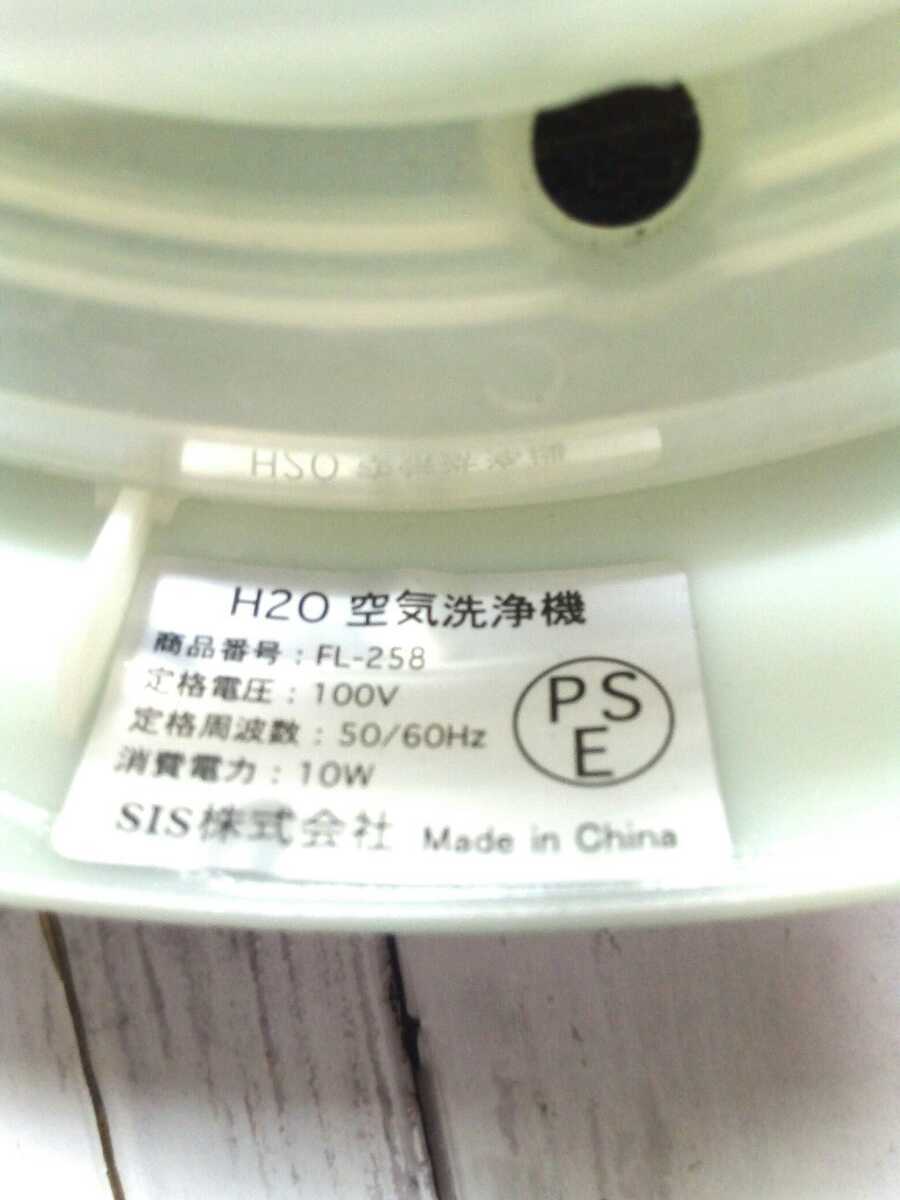 H2O 空気洗浄機
商品番号：FL-258
定格電圧：100V
定格周波数：50/60Hz
消費電力：10W
PSE
SIS株式会社 Made in China